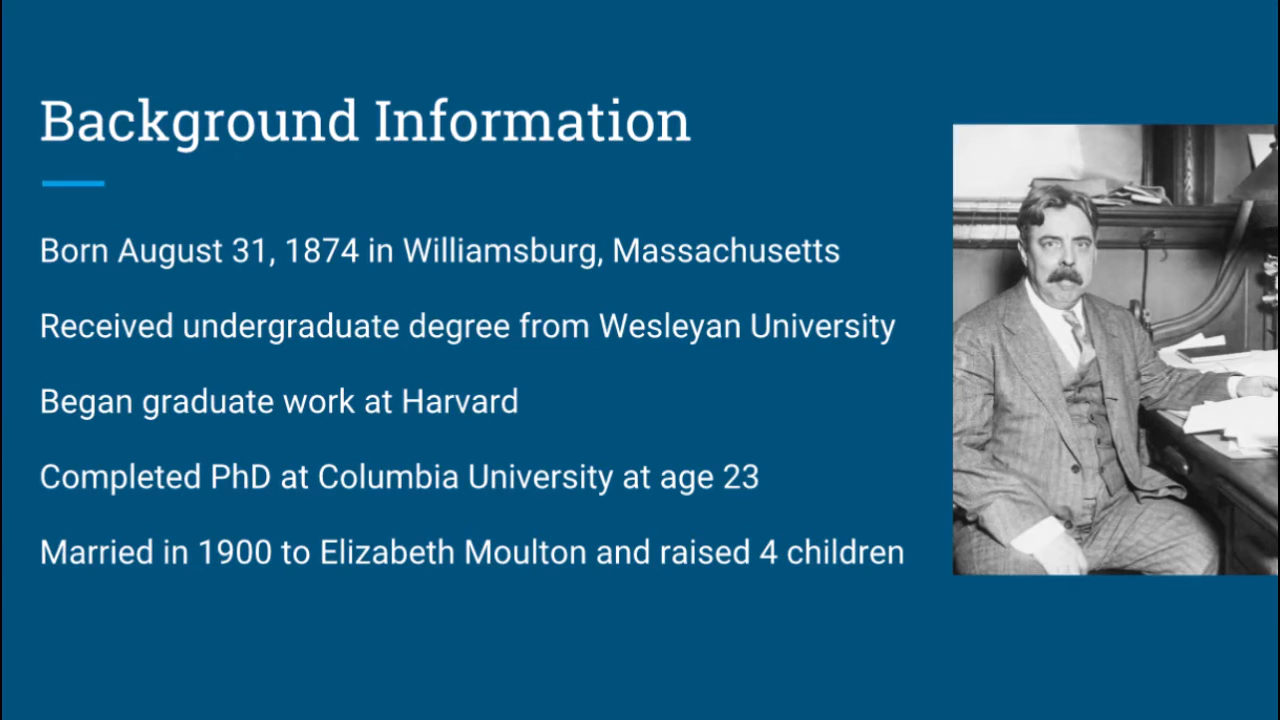 Background Information
Born August 31, 1874 in Williamsburg, Massachusetts
Received undergraduate degree from Wesleyan University
Began graduate work at Harvard
Completed PhD at Columbia University at age 23
Married in 1900 to Elizabeth Moulton and raised 4 children